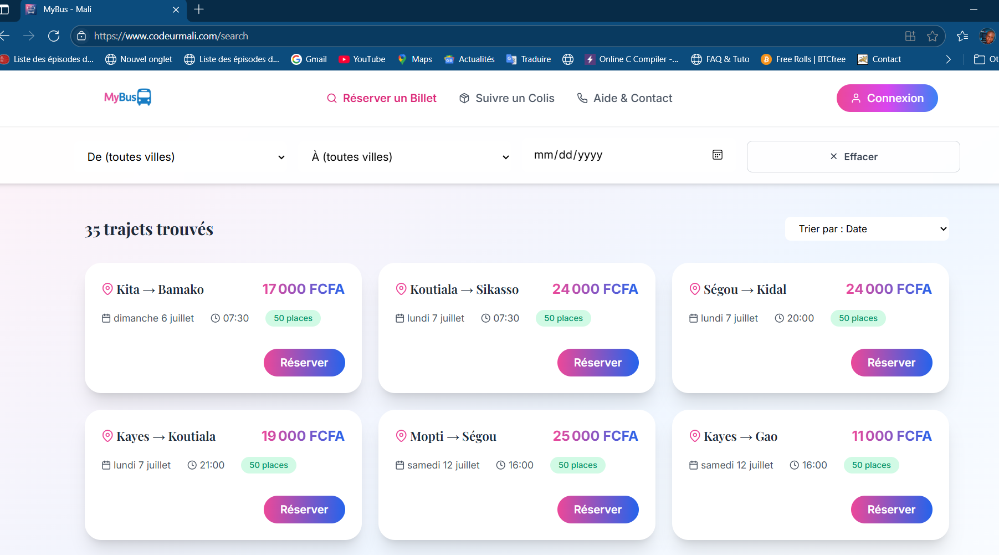 MyBus - Mali
https://www.codeurmali.com/search
Liste des épisodes d... Nouvel onglet Liste des épisodes d... Gmail YouTube Maps Actualités Traduire Online C Compiler -... FAQ & Tuto Free Rolls | BTCfree Contact Ot
MyBus Réserver un Billet Suivre un Colis Aide & Contact Connexion
De (toutes villes) À (toutes villes) mm/dd/yyyy Effacer
35 trajets trouvés Trier par : Date
Kita → Bamako 17 000 FCFA
dimanche 6 juillet 07:30 50 places
Réserver
Koutiala → Sikasso 24 000 FCFA
lundi 7 juillet 07:30 50 places
Réserver
Ségou → Kidal 24 000 FCFA
lundi 7 juillet 20:00 50 places
Réserver
Kayes → Koutiala 19 000 FCFA
lundi 7 juillet 21:00 50 places
Réserver
Mopti → Ségou 25 000 FCFA
samedi 12 juillet 16:00 50 places
Réserver
Kayes → Gao 11 000 FCFA
samedi 12 juillet 16:00 50 places
Réserver